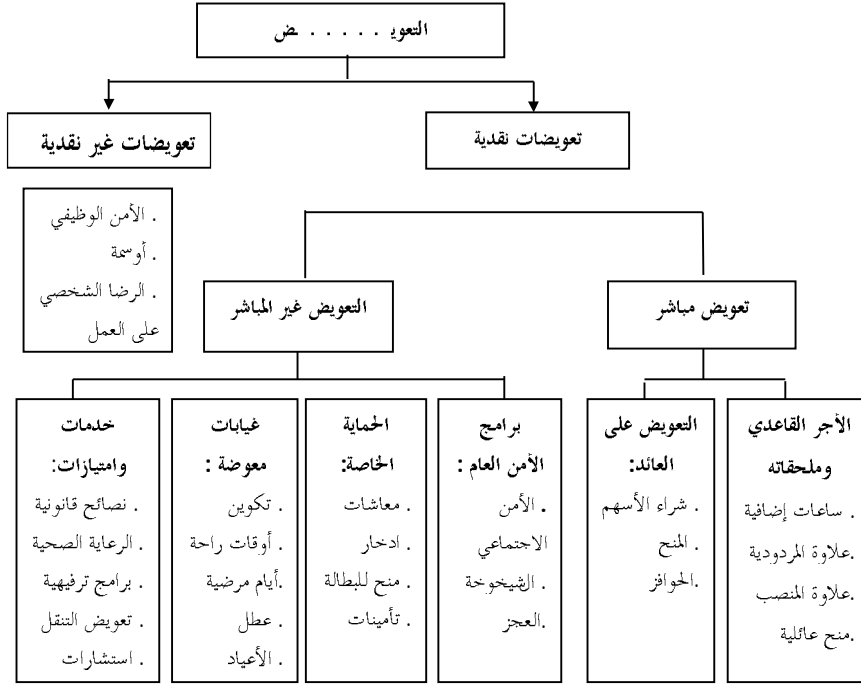 التعويـ . . . . . . ـض
تعويضات نقدية
تعويضات غير نقدية
. الأمن الوظيفي
. أوسمة
. الرضا الشخصي
على العمل
تعويض مباشر
التعويض غير المباشر
الأجر القاعدي
وملحقاته
. ساعات إضافية
.علاوة المردودية
.علاوة المنصب
.منح عائلية
التعويض على
العائد:
. شراء الأسهم
. المنح
.الحوافز
برامج
الأمن العام :
. الأمن
الاجتماعي
. الشيخوخة
.العجز
الحماية
الخاصة:
. معاشات
. ادخار
. منح للبطالة
. تأمينات
غيابات
معوضة :
. تكوين
. أوقات راحة
.أيام مرضية
. عطل
. الأعياد
خدمات
وامتيازات:
. نصائح قانونية
. الرعاية الصحية
. برامج ترفيهية
. تعويض التنقل
. استشارات